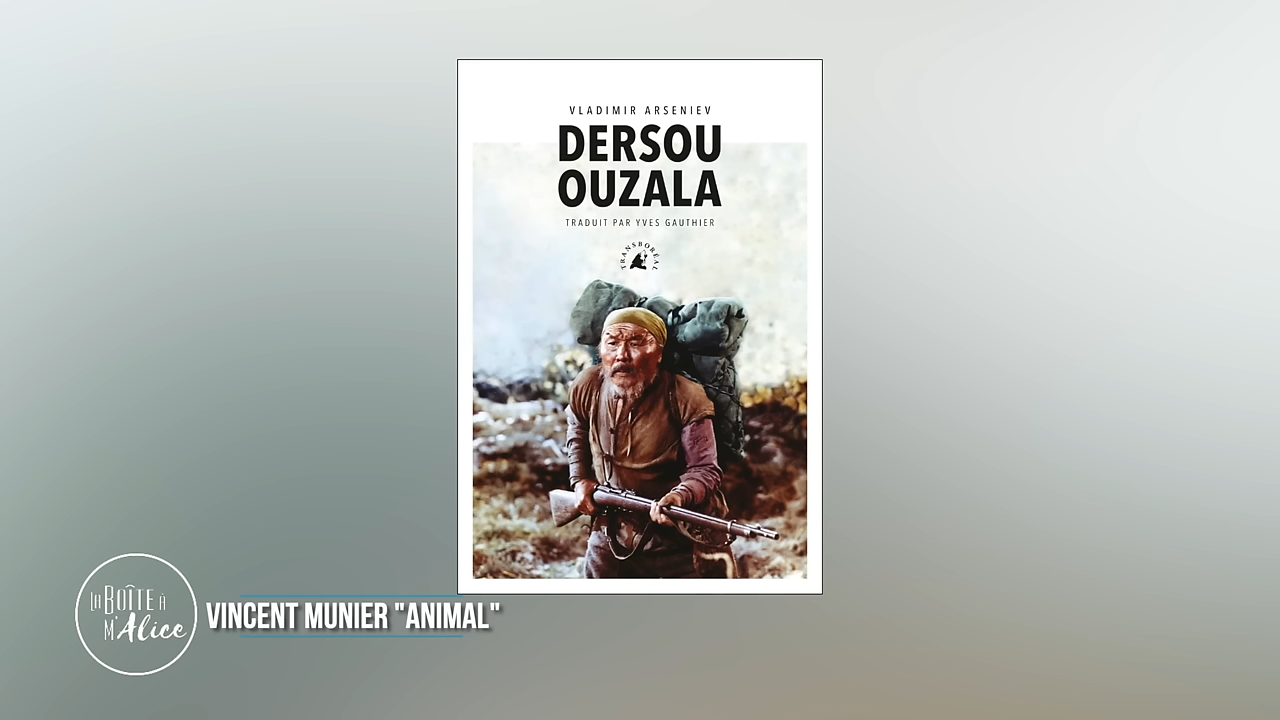 VLADIMIR ARSENIEV
DERSOU
OUZALA
TRADUIT PAR YVES GAUTHIER
TRANSBORÉAL
LA BOÎTE À
M'Alice
VINCENT MUNIER "ANIMAL"